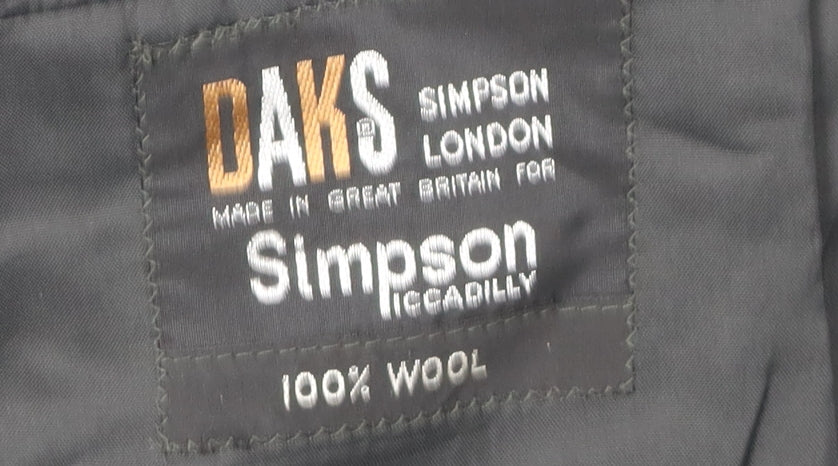 DAKS
SIMPSON
LONDON
MADE IN GREAT BRITAIN FOR
Simpson
PICCADILLY
100% WOOL